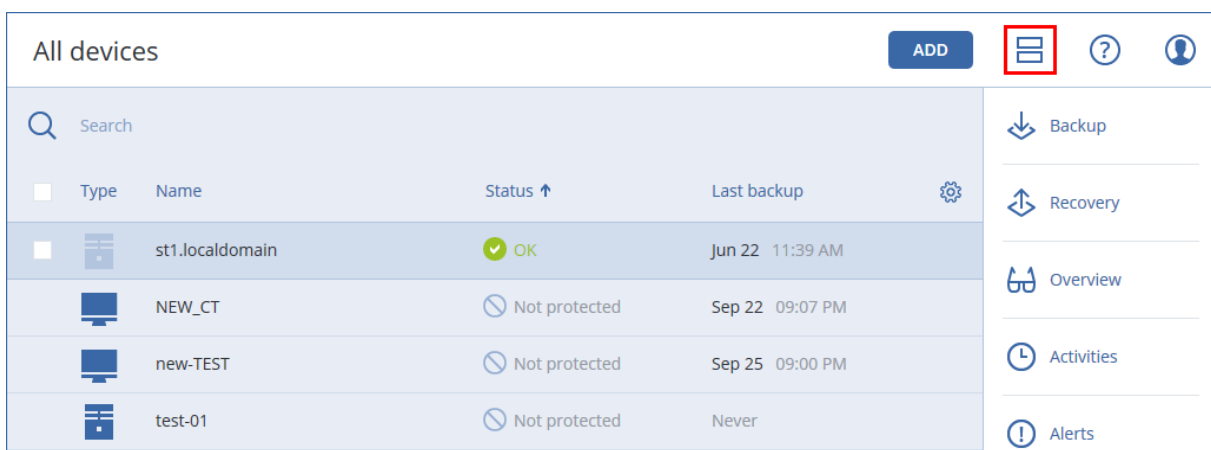 All devices ADD
Search
Type Name Status ↑ Last backup
st1.localdomain OK Jun 22 11:39 AM
NEW_CT Not protected Sep 22 09:07 PM
new-TEST Not protected Sep 25 09:00 PM
test-01 Not protected Never
Backup
Recovery
Overview
Activities
Alerts